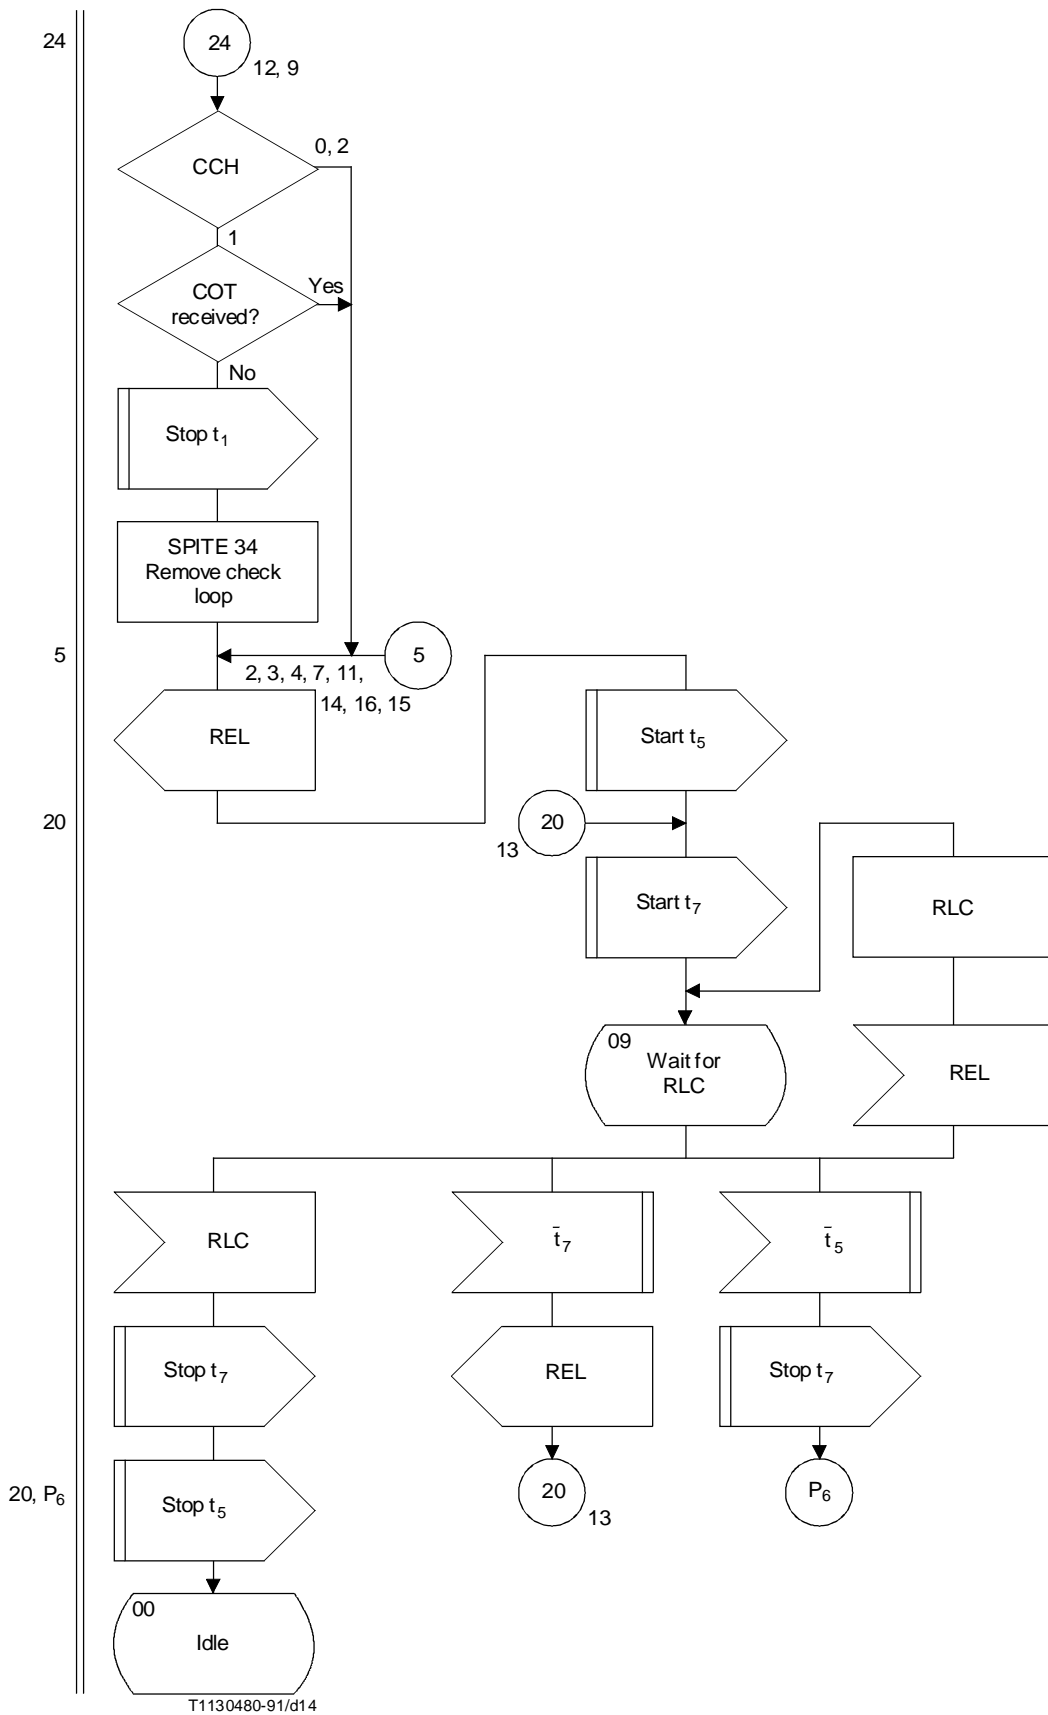 24
24
12, 9
CCH
0, 2
1
COT
received?
Yes
No
Stop t1
SPITE 34
Remove check
loop
5
5
2, 3, 4, 7, 11,
14, 16, 15
REL
Start t5
20
20
13
Start t7
RLC
09
Wait for
RLC
REL
RLC
t̄7
t̄5
Stop t7
REL
Stop t7
20, P6
Stop t5
20
13
P6
00
Idle
T1130480-91/d14